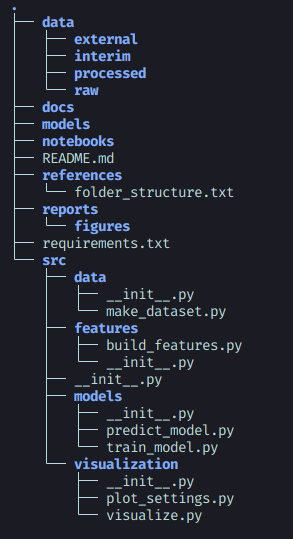 .
├── data
│   ├── external
│   ├── interim
│   ├── processed
│   └── raw
├── docs
├── models
├── notebooks
├── README.md
├── references
│   └── folder_structure.txt
├── reports
│   └── figures
├── requirements.txt
└── src
    ├── data
    │   ├── __init__.py
    │   └── make_dataset.py
    ├── features
    │   ├── build_features.py
    │   └── __init__.py
    ├── __init__.py
    ├── models
    │   ├── __init__.py
    │   ├── predict_model.py
    │   └── train_model.py
    └── visualization
        ├── __init__.py
        ├── plot_settings.py
        └── visualize.py